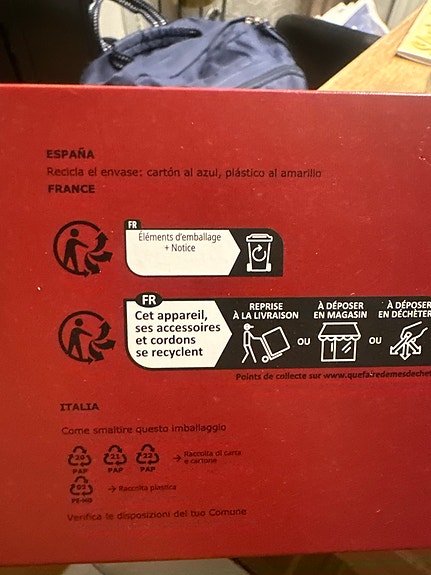 ESPAÑA
Recicla el envase: cartón al azul, plástico al amarillo
FRANCE
FR
Éléments d'emballage
+ Notice
FR
Cet appareil,
ses accessoires
et cordons
se recyclent
REPRISE
À LA LIVRAISON
OU
À DÉPOSER
EN MAGASIN
OU
À DÉPOSER
EN DÉCHÈTER
Points de collecte sur www.quefairedemesdechet
ITALIA
Come smaltire questo imballaggio
20
PAP
21
PAP
22
PAP
→ Raccolta di carta
e cartone
02
PE-HD
→ Raccolta plastica
Verifica le disposizioni del tuo Comune